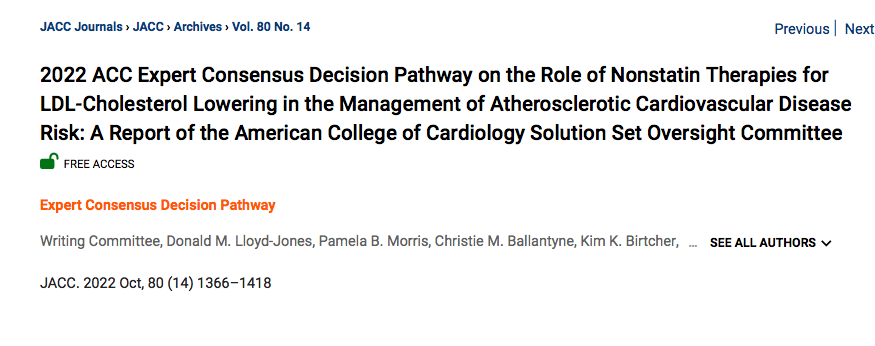 JACC Journals › JACC › Archives › Vol. 80 No. 14
Previous | Next
2022 ACC Expert Consensus Decision Pathway on the Role of Nonstatin Therapies for
LDL-Cholesterol Lowering in the Management of Atherosclerotic Cardiovascular Disease
Risk: A Report of the American College of Cardiology Solution Set Oversight Committee
FREE ACCESS
Expert Consensus Decision Pathway
Writing Committee, Donald M. Lloyd-Jones, Pamela B. Morris, Christie M. Ballantyne, Kim K. Birtcher, ... SEE ALL AUTHORS
JACC. 2022 Oct, 80 (14) 1366–1418